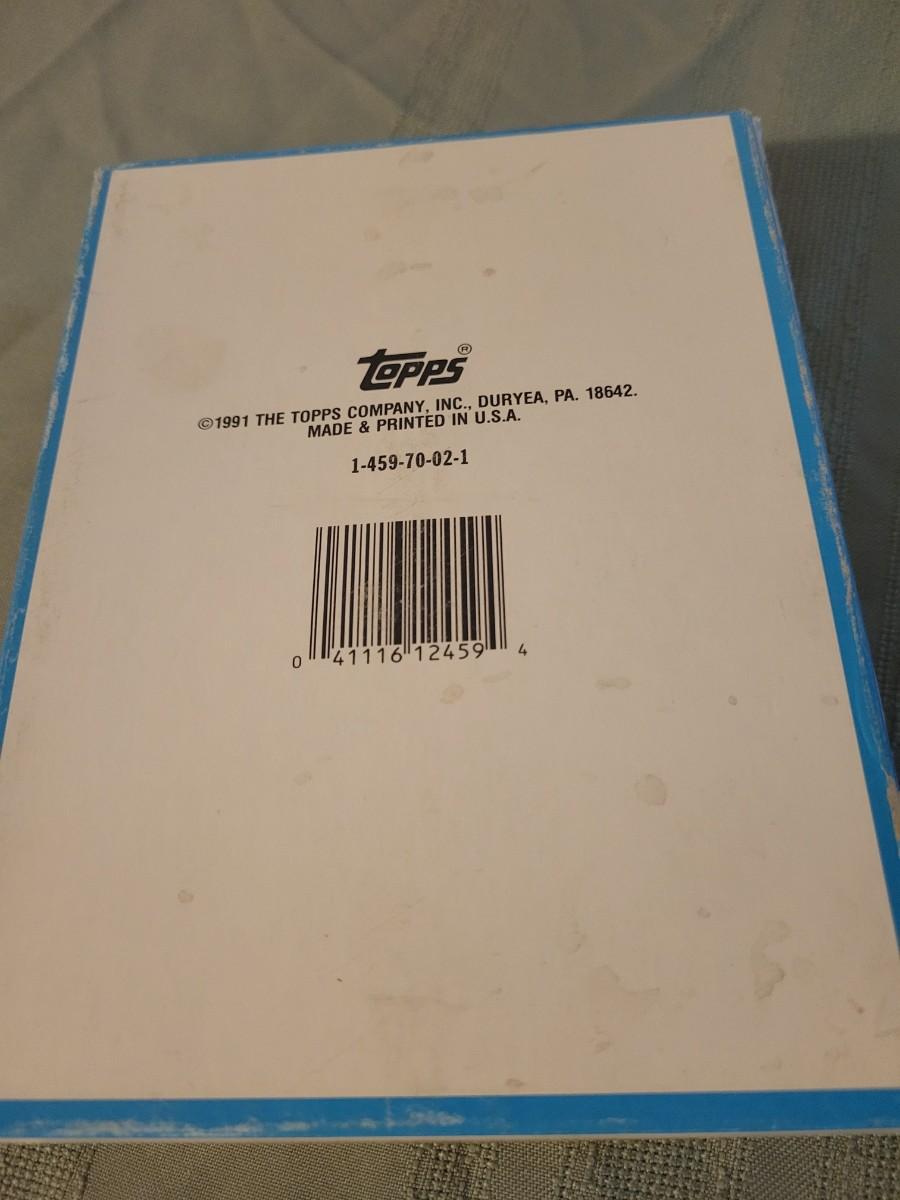 topps®
©1991 THE TOPPS COMPANY, INC., DURYEA, PA. 18642.
MADE & PRINTED IN U.S.A.
1-459-70-02-1
0 41116 12459 4